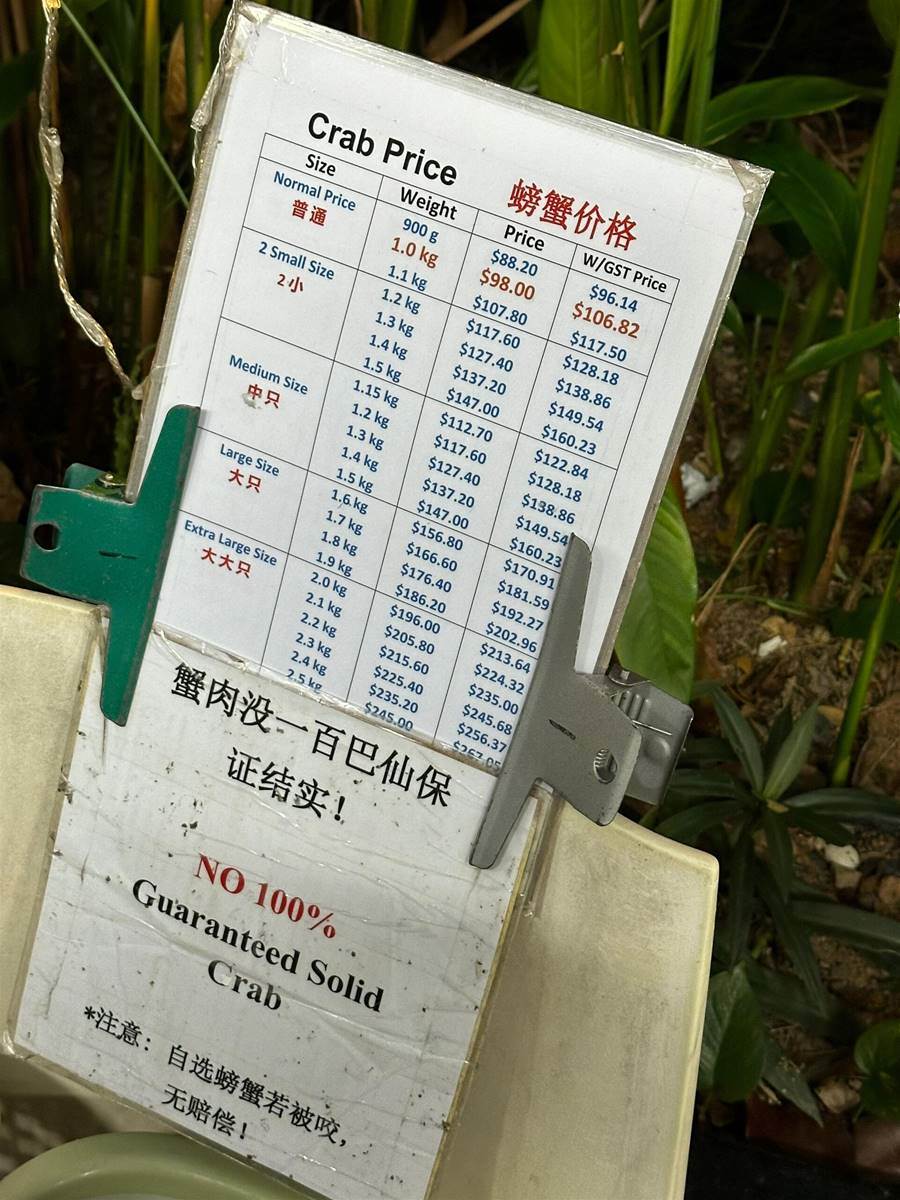 Crab Price 螃蟹价格
Size Weight Price W/GST Price
Normal Price 900 g $88.20 $96.14
普通 1.0 kg $98.00 $106.82
2 Small Size 1.1 kg $107.80 $117.50
2小 1.2 kg $117.60 $128.18
1.3 kg $127.40 $138.86
1.4 kg $137.20 $149.54
1.5 kg $147.00 $160.23
Medium Size 1.15 kg $112.70 $122.84
中只 1.2 kg $117.60 $128.18
1.3 kg $127.40 $138.86
1.4 kg $137.20 $149.54
1.5 kg $147.00 $160.23
Large Size 1.6 kg $156.80 $170.91
大只 1.7 kg $166.60 $181.59
1.8 kg $176.40 $192.27
1.9 kg $186.20 $202.96
Extra Large Size 2.0 kg $196.00 $213.64
大大只 2.1 kg $205.80 $224.32
2.2 kg $215.60 $235.00
2.3 kg $225.40 $245.68
2.4 kg $235.20 $256.37
2.5 kg $245.00 $267.05
蟹肉没一百巴仙保
证结实！
NO 100%
Guaranteed Solid
Crab
*注意：自选螃蟹若被咬，
无赔偿！